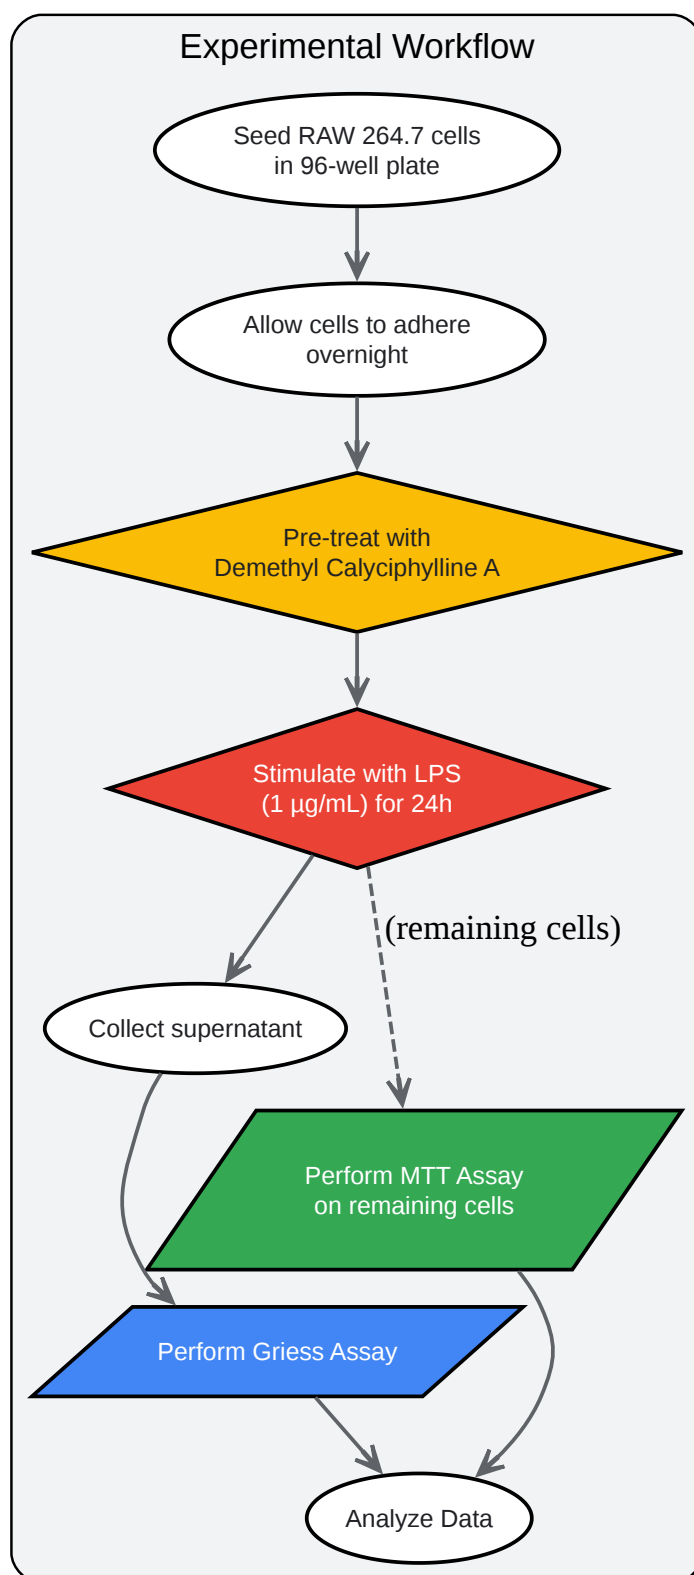 Experimental Workflow
Seed RAW 264.7 cells
in 96-well plate
Allow cells to adhere
overnight
Pre-treat with
Demethyl Calyciphylline A
Stimulate with LPS
(1 µg/mL) for 24h
(remaining cells)
Collect supernatant
Perform MTT Assay
on remaining cells
Perform Griess Assay
Analyze Data